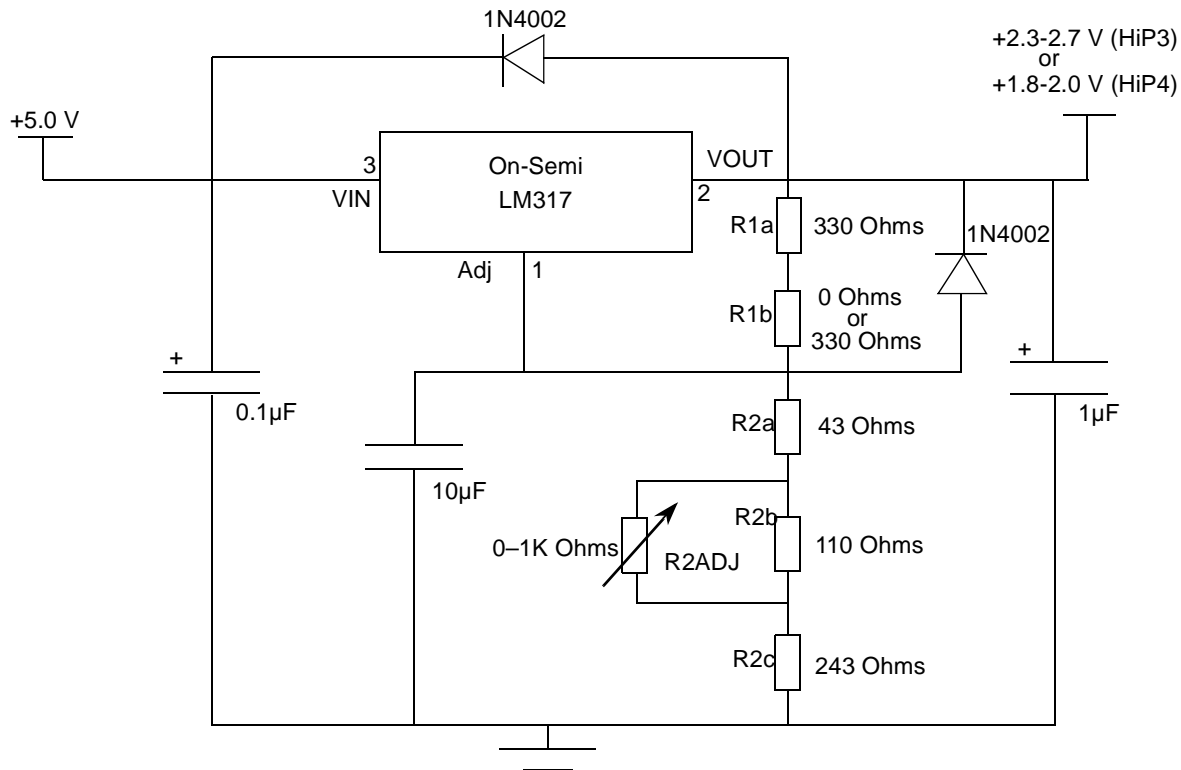 1N4002
+2.3-2.7 V (HiP3)
or
+1.8-2.0 V (HiP4)
+5.0 V
3
VIN
On-Semi
LM317
VOUT
2
Adj
1
R1a
330 Ohms
1N4002
R1b
0 Ohms
or
330 Ohms
+
0.1µF
+
1µF
R2a
43 Ohms
10µF
R2b
110 Ohms
0–1K Ohms
R2ADJ
R2c
243 Ohms